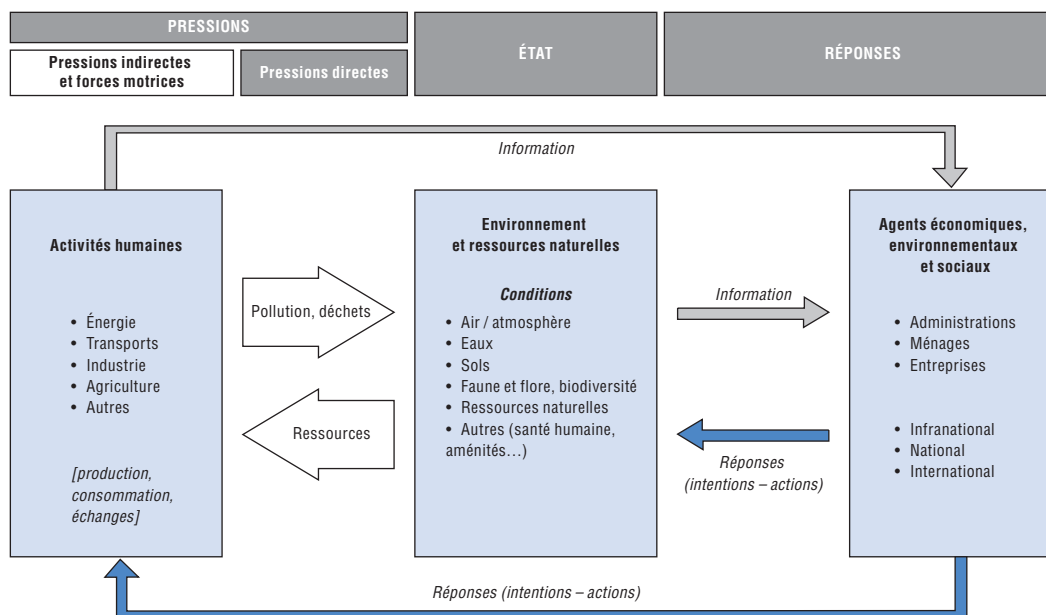 PRESSIONS
Pressions indirectes
et forces motrices
Pressions directes
ÉTAT
RÉPONSES
Information
Activités humaines
• Énergie
• Transports
• Industrie
• Agriculture
• Autres
[production,
consommation,
échanges]
Pollution, déchets
Ressources
Environnement
et ressources naturelles
Conditions
• Air / atmosphère
• Eaux
• Sols
• Faune et flore, biodiversité
• Ressources naturelles
• Autres (santé humaine,
aménités…)
Information
Réponses
(intentions – actions)
Agents économiques,
environnementaux
et sociaux
• Administrations
• Ménages
• Entreprises
• Infranational
• National
• International
Réponses (intentions – actions)